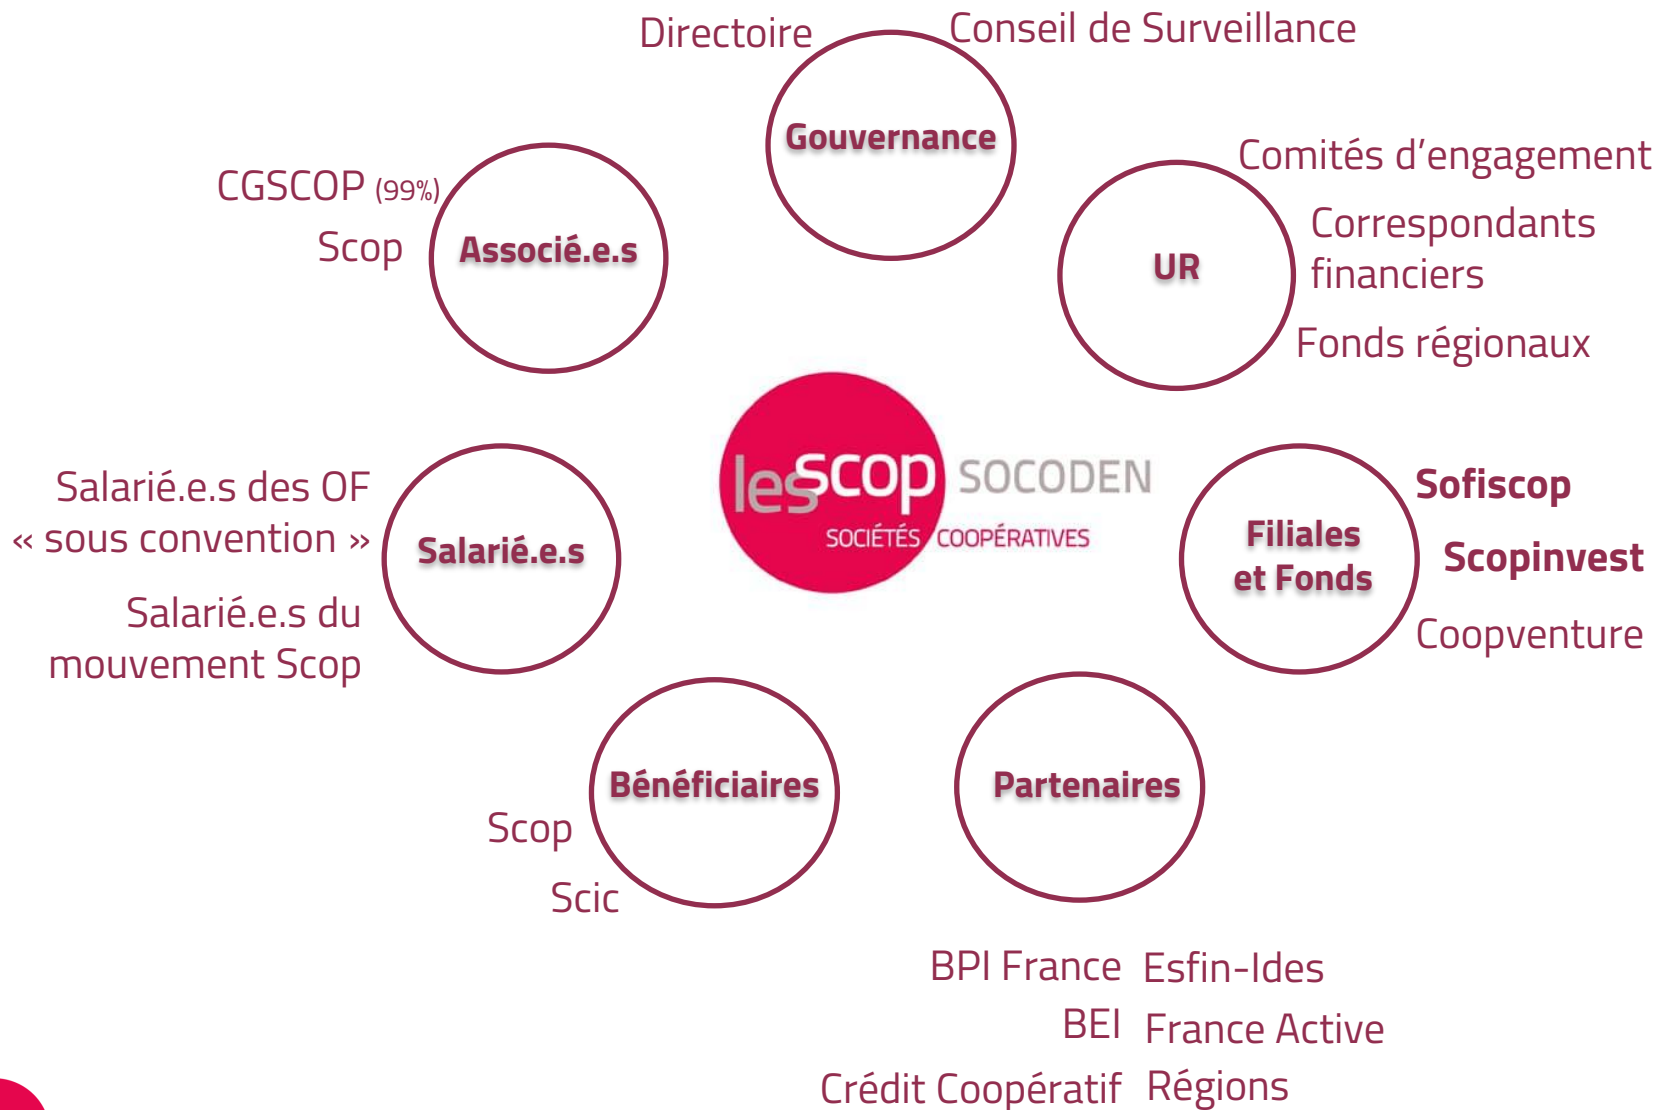 Directoire
Conseil de Surveillance
Gouvernance
Comités d’engagement
Correspondants
financiers
Fonds régionaux
UR
CGSCOP (99%)
Scop
Associé.e.s
lesscop SOCODEN
SOCIÉTÉS COOPÉRATIVES
Sofiscop
Scopinvest
Coopventure
Filiales
et Fonds
Salarié.e.s des OF
« sous convention »
Salarié.e.s du
mouvement Scop
Salarié.e.s
Bénéficiaires
Scop
Scic
Partenaires
BPI France Esfin-Ides
BEI France Active
Crédit Coopératif Régions